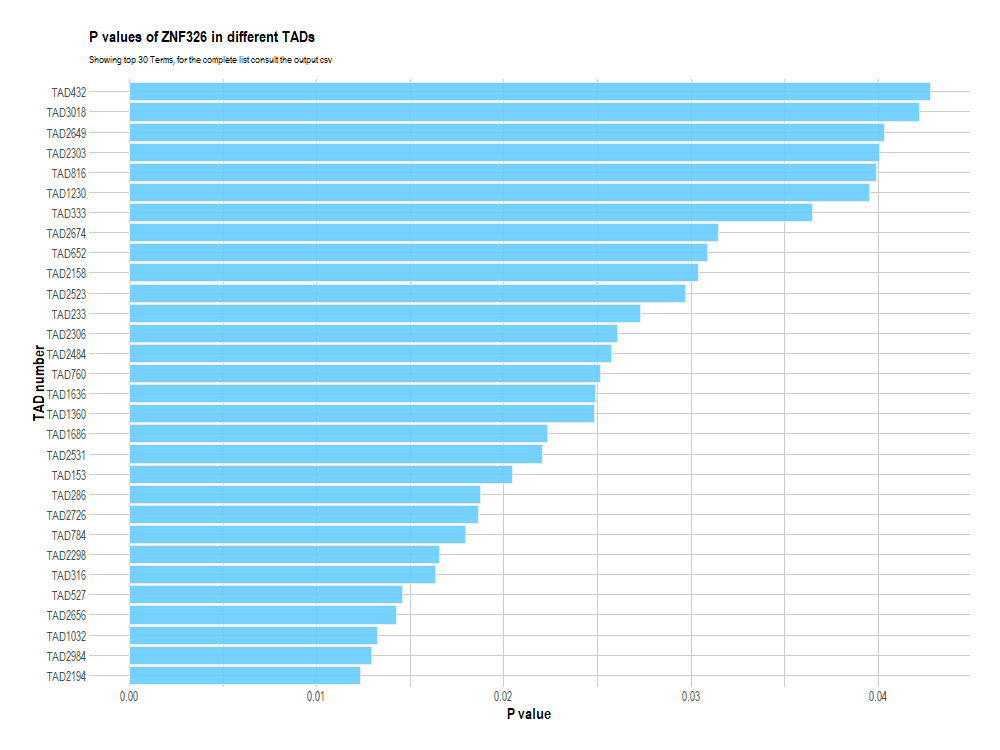 P values of ZNF326 in different TADs
Showing top 30 Terms, for the complete list consult the output csv
TAD number
TAD432
TAD3018
TAD2649
TAD2303
TAD816
TAD1230
TAD333
TAD2674
TAD652
TAD2158
TAD2523
TAD233
TAD2306
TAD2484
TAD760
TAD1636
TAD1360
TAD1686
TAD2531
TAD153
TAD286
TAD2726
TAD784
TAD2298
TAD316
TAD527
TAD2656
TAD1032
TAD2984
TAD2194
0.00 0.01 0.02 0.03 0.04
P value